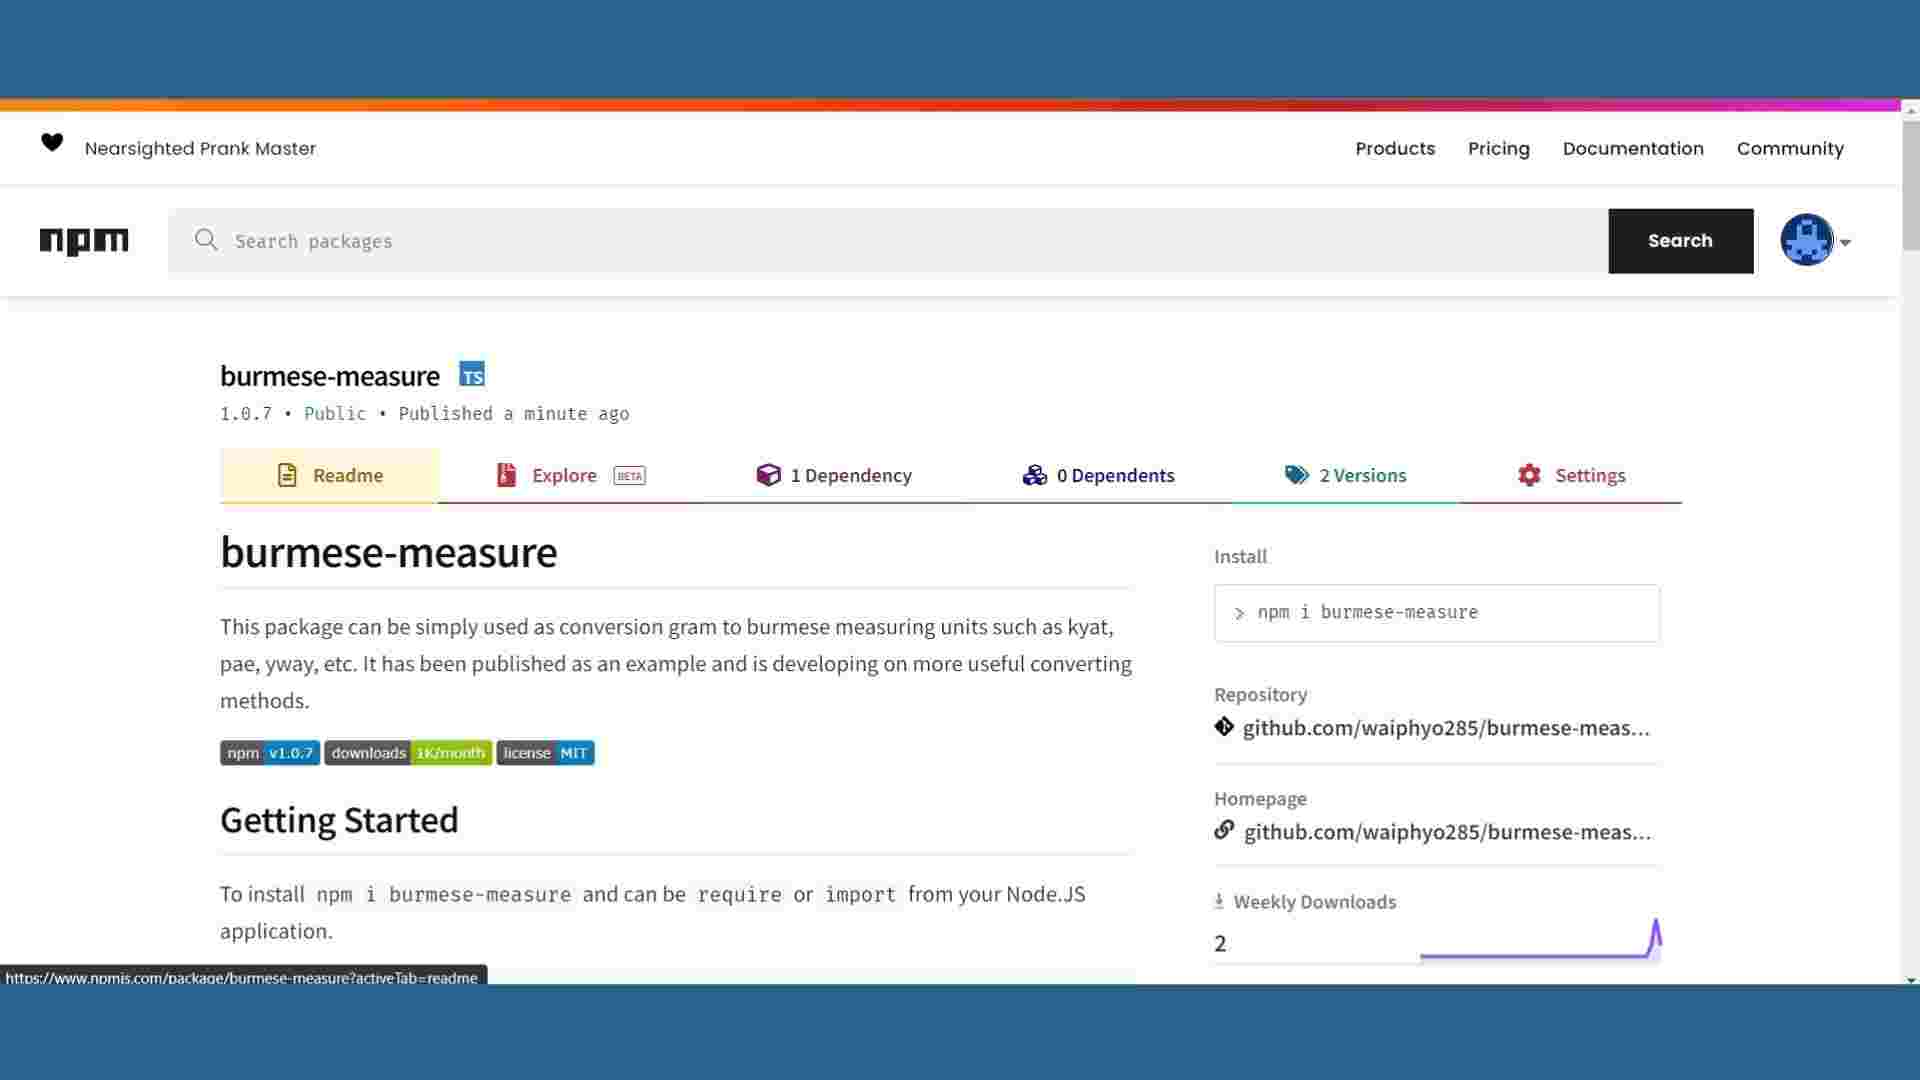 Nearsighted Prank Master
Products Pricing Documentation Community
npm
Search packages
Search
burmese-measure TS
1.0.7 • Public • Published a minute ago
Readme
Explore BETA
1 Dependency
0 Dependents
2 Versions
Settings
burmese-measure
This package can be simply used as conversion gram to burmese measuring units such as kyat,
pae, yway, etc. It has been published as an example and is developing on more useful converting
methods.
npm v1.0.7 downloads 1K/month license MIT
Getting Started
To install npm i burmese-measure and can be require or import from your Node.JS
application.
Install
> npm i burmese-measure
Repository
github.com/waiphyo285/burmese-meas...
Homepage
github.com/waiphyo285/burmese-meas...
Weekly Downloads
2
https://www.npmjs.com/package/burmese-measure?activeTab=readme